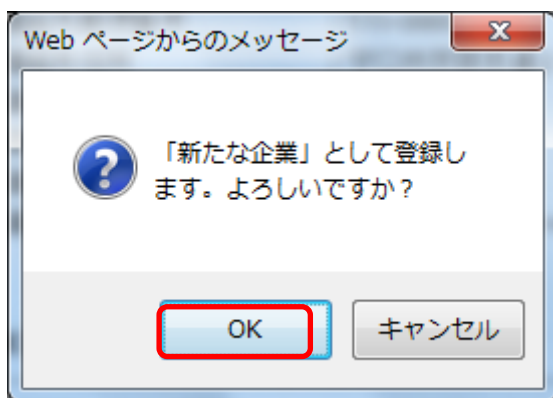 Web ページからのメッセージ
「新たな企業」として登録し
ます。よろしいですか？
OK
キャンセル